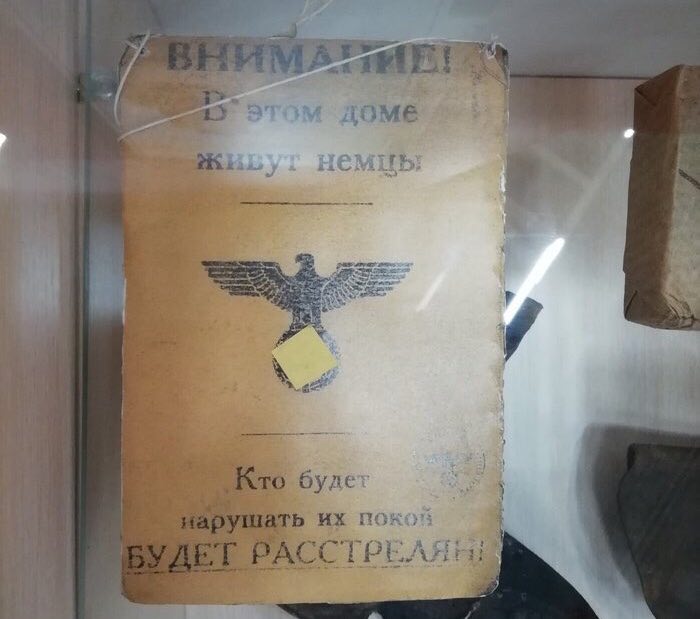 ВНИМАНИЕ!
В этом доме
живут немцы
Кто будет
нарушать их покой
БУДЕТ РАССТРЕЛЯН!